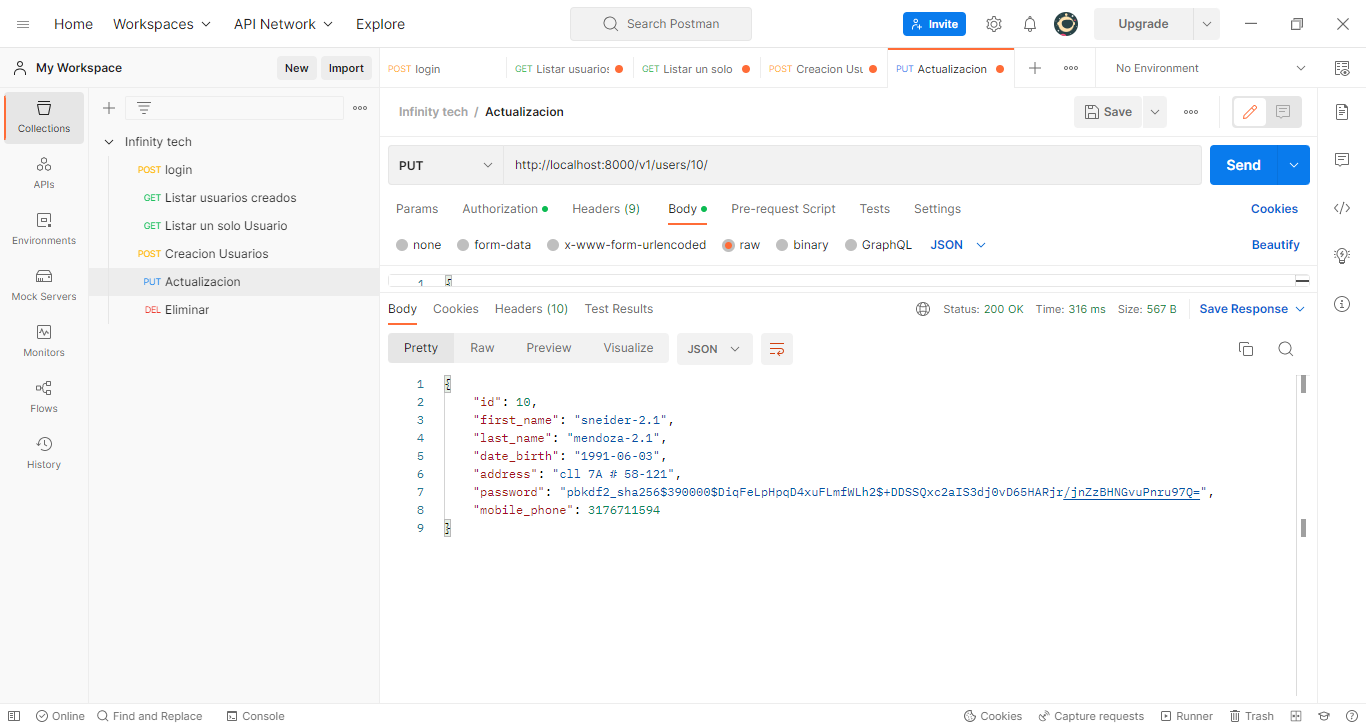 Home Workspaces API Network Explore Search Postman Invite Upgrade
My Workspace New Import
POST login GET Listar usuarios GET Listar un solo POST Creacion Usu PUT Actualizacion No Environment
Collections
APIs
Environments
Mock Servers
Monitors
Flows
History
Infinity tech
POST login
GET Listar usuarios creados
GET Listar un solo Usuario
POST Creacion Usuarios
PUT Actualizacion
DEL Eliminar
Infinity tech / Actualizacion Save
PUT http://localhost:8000/v1/users/10/ Send
Params Authorization Headers (9) Body Pre-request Script Tests Settings Cookies
none form-data x-www-form-urlencoded raw binary GraphQL JSON Beautify
1 {
Body Cookies Headers (10) Test Results Status: 200 OK Time: 316 ms Size: 567 B Save Response
Pretty Raw Preview Visualize JSON
1 {
2 "id": 10,
3 "first_name": "sneider-2.1",
4 "last_name": "mendoza-2.1",
5 "date_birth": "1991-06-03",
6 "address": "cll 7A # 58-121",
7 "password": "pbkdf2_sha256$390000$DiqFeLpHpqD4xuFLmfWLh2$+DDSSQxc2aIS3dj0vD65HARjr/jnZzBHNGvuPnru97Q=",
8 "mobile_phone": 3176711594
9 }
Online Find and Replace Console Cookies Capture requests Runner Trash